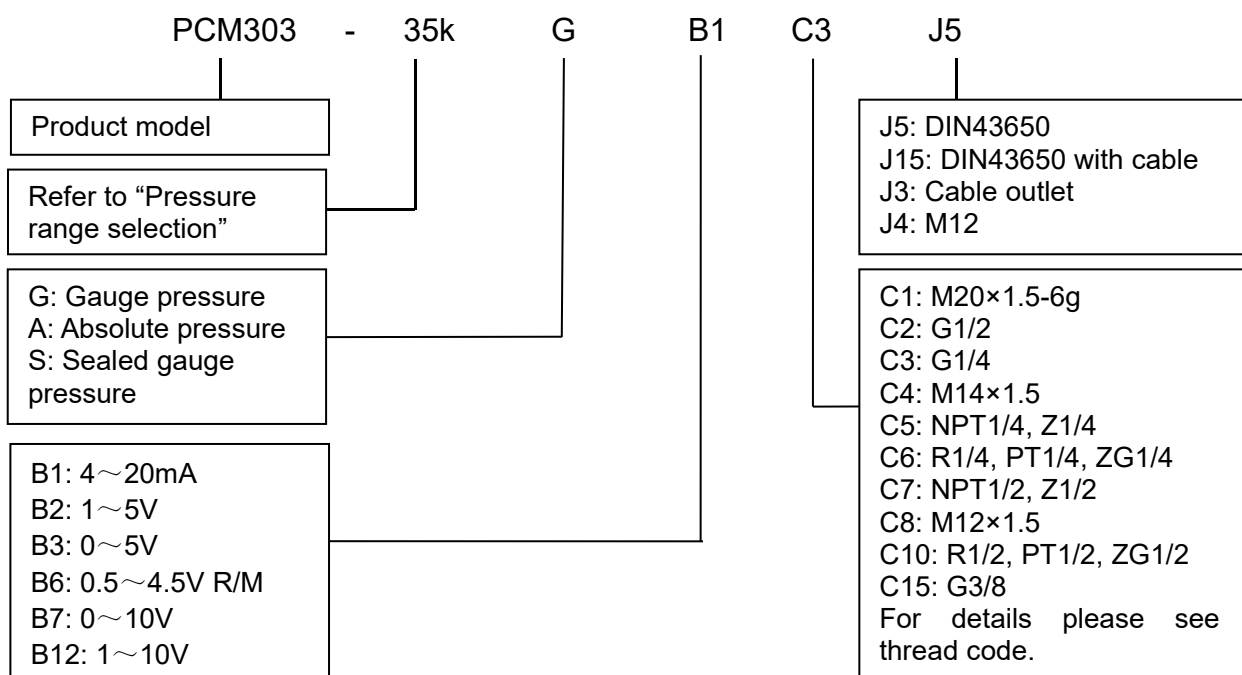 PCM303 - 35k G B1 C3 J5
Product model
Refer to “Pressure
range selection”
G: Gauge pressure
A: Absolute pressure
S: Sealed gauge
pressure
B1: 4～20mA
B2: 1～5V
B3: 0～5V
B6: 0.5～4.5V R/M
B7: 0～10V
B12: 1～10V
J5: DIN43650
J15: DIN43650 with cable
J3: Cable outlet
J4: M12
C1: M20×1.5-6g
C2: G1/2
C3: G1/4
C4: M14×1.5
C5: NPT1/4, Z1/4
C6: R1/4, PT1/4, ZG1/4
C7: NPT1/2, Z1/2
C8: M12×1.5
C10: R1/2, PT1/2, ZG1/2
C15: G3/8
For details please see
thread code.